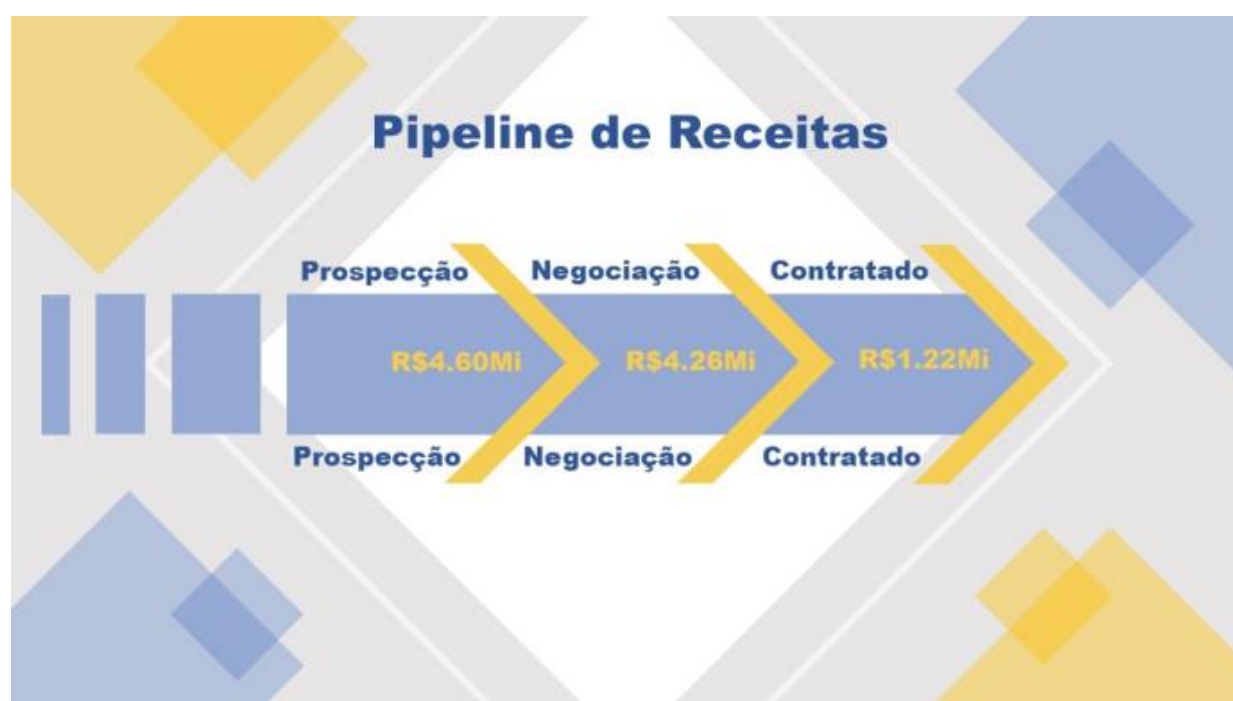 Pipeline de Receitas
Prospecção Negociação Contratado
R$4.60Mi R$4.26Mi R$1.22Mi
Prospecção Negociação Contratado